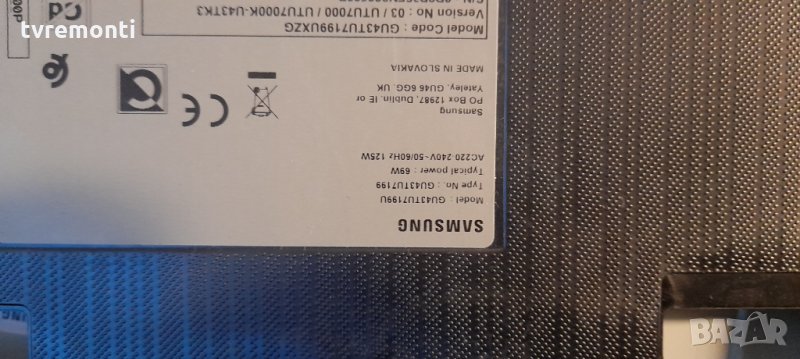 SAMSUNG
Model : GU43TU7199U
Type No. : GU43TU7199
Typical power : 69W
AC220-240V~50/60Hz 125W
Samsung
PO Box 12987, Dublin. IE or
Yateley, GU46 6GG. UK
MADE IN SLOVAKIA
Model Code : GU43TU7199UXZG
Version No : 03 / UTU7000 / UTU7000K-U43TK3
CE
tvremonti
BAZAR